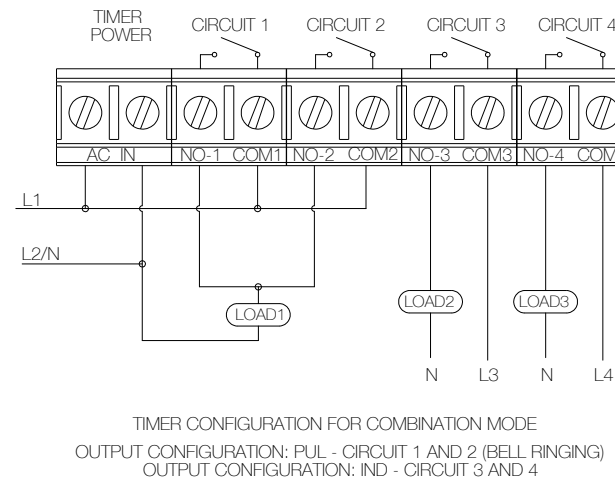 TIMER
POWER
CIRCUIT 1
CIRCUIT 2
CIRCUIT 3
CIRCUIT 4
AC IN
NO-1
COM1
NO-2
COM2
NO-3
COM3
NO-4
COM
L1
L2/N
LOAD1
LOAD2
LOAD3
N
L3
N
L4
TIMER CONFIGURATION FOR COMBINATION MODE
OUTPUT CONFIGURATION: PUL - CIRCUIT 1 AND 2 (BELL RINGING)
OUTPUT CONFIGURATION: IND - CIRCUIT 3 AND 4